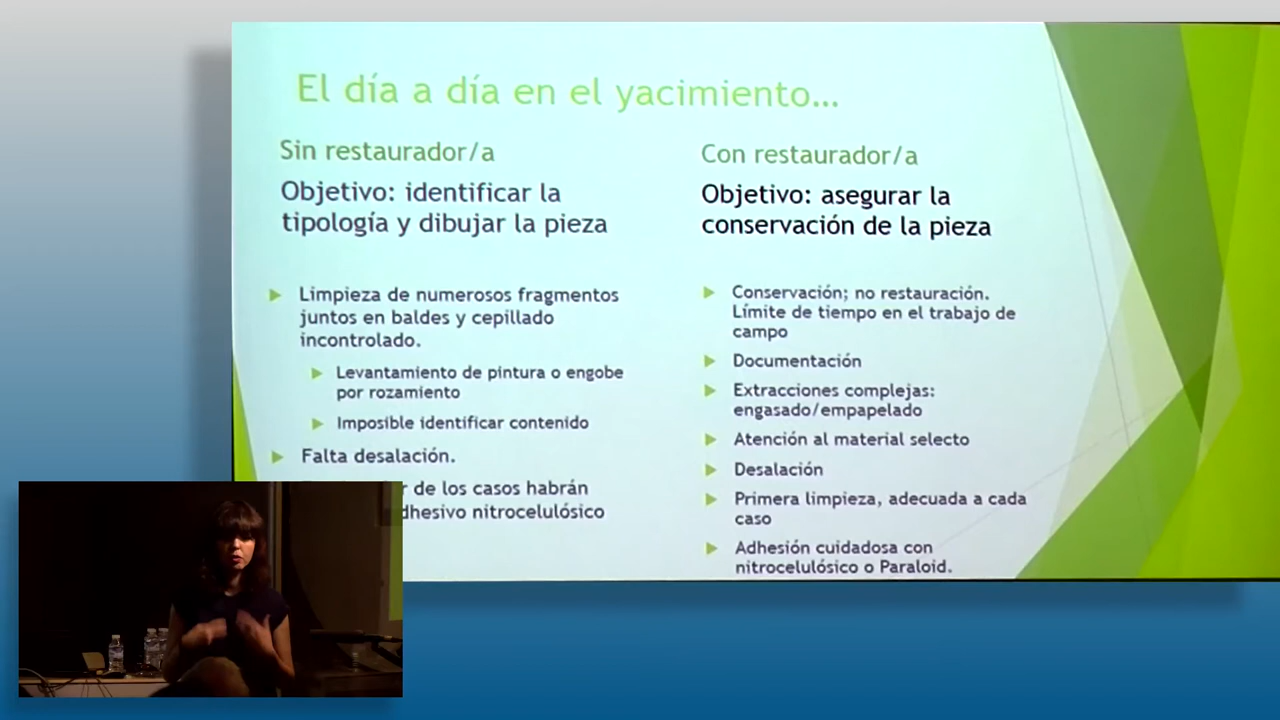 El día a día en el yacimiento...
Sin restaurador/a
Objetivo: identificar la
tipología y dibujar la pieza
Limpieza de numerosos fragmentos
juntos en baldes y cepillado
incontrolado.
Levantamiento de pintura o engobe
por rozamiento
Imposible identificar contenido
Falta desalación.
de los casos habrán
nitrocelulósico
Con restaurador/a
Objetivo: asegurar la
conservación de la pieza
Conservación; no restauración.
Límite de tiempo en el trabajo de
campo
Documentación
Extracciones complejas:
engasado/empapelado
Atención al material selecto
Desalación
Primera limpieza, adecuada a cada
caso
Adhesión cuidadosa con
nitrocelulósico o Paraloid.